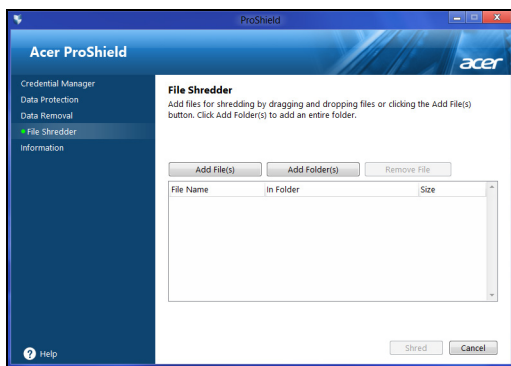 ProShield
Acer ProShield
acer
Credential Manager
Data Protection
Data Removal
File Shredder
Information
Help
File Shredder
Add files for shredding by dragging and dropping files or clicking the Add File(s)
button. Click Add Folder(s) to add an entire folder.
Add File(s) Add Folder(s) Remove File
File Name In Folder Size
Shred Cancel